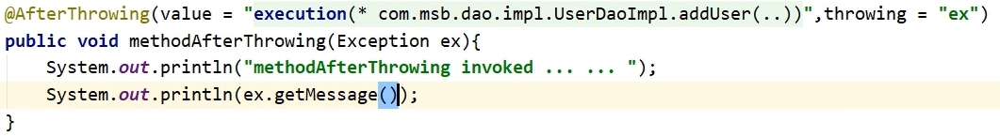 @AfterThrowing(value = "execution(* com.msb.dao.impl.UserDaoImpl.addUser(..))",throwing = "ex")
public void methodAfterThrowing(Exception ex){
    System.out.println("methodAfterThrowing invoked ... ... ");
    System.out.println(ex.getMessage());
}